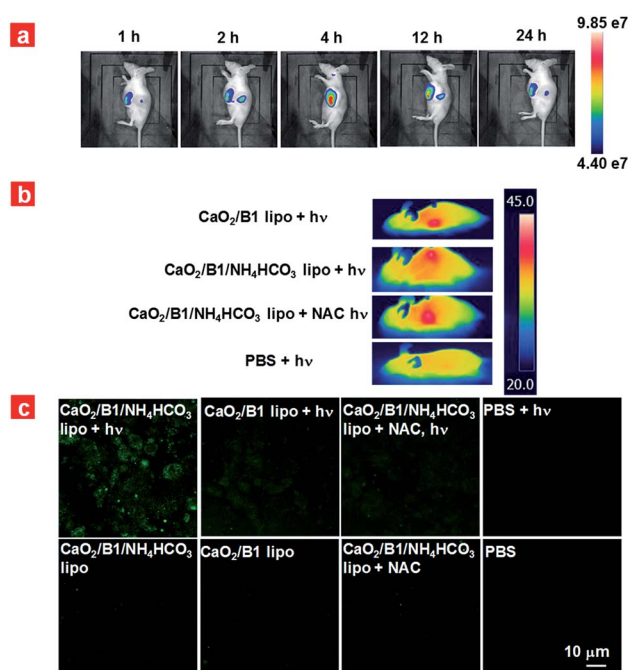 a
1 h 2 h 4 h 12 h 24 h
9.85 e7
4.40 e7
b
CaO₂/B1 lipo + hν
CaO₂/B1/NH₄HCO₃ lipo + hν
CaO₂/B1/NH₄HCO₃ lipo + NAC hν
PBS + hν
45.0
20.0
c
CaO₂/B1/NH₄HCO₃
lipo + hν
CaO₂/B1 lipo + hν
CaO₂/B1/NH₄HCO₃
lipo + NAC, hν
PBS + hν
CaO₂/B1/NH₄HCO₃
lipo
CaO₂/B1 lipo
CaO₂/B1/NH₄HCO₃
lipo + NAC
PBS
10 μm